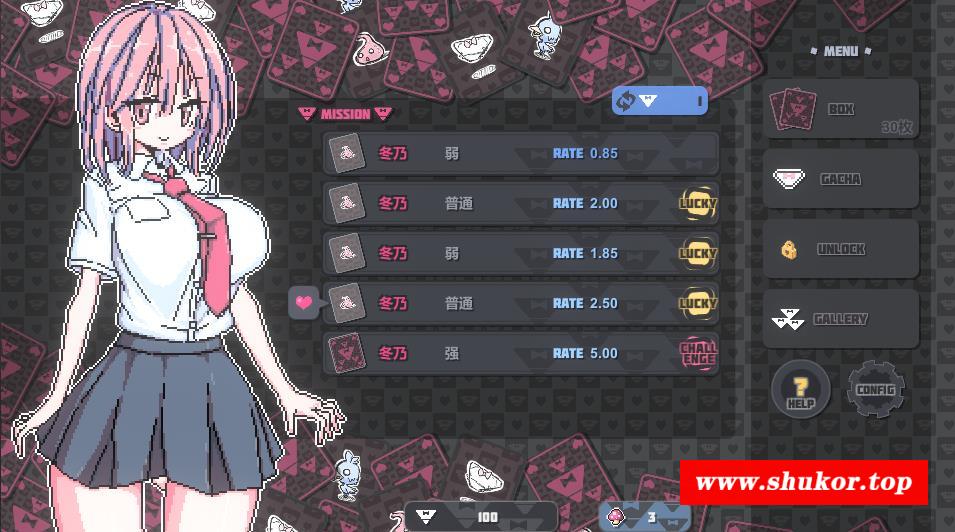 MENU
MISSION
1
冬乃 弱 RATE 0.85
冬乃 普通 RATE 2.00 LUCKY
冬乃 弱 RATE 1.85 LUCKY
冬乃 普通 RATE 2.50 LUCKY
冬乃 强 RATE 5.00 CHALLENGE
BOX
30枚
GACHA
UNLOCK
GALLERY
? HELP
CONFIG
www.shukor.top
100
3